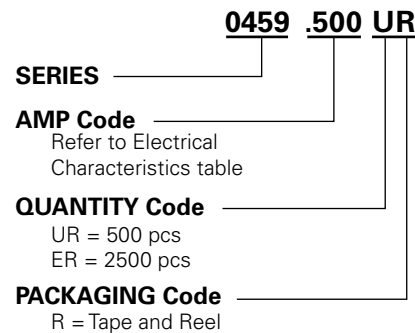 0459 .500 UR
SERIES
AMP Code
Refer to Electrical
Characteristics table
QUANTITY Code
UR = 500 pcs
ER = 2500 pcs
PACKAGING Code
R = Tape and Reel